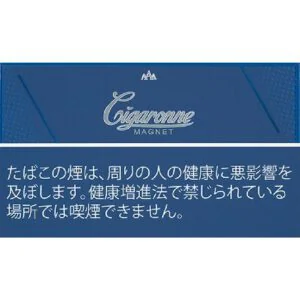 Cigaronne
MAGNET
たばこの煙は、周りの人の健康に悪影響を
及ぼします。健康増進法で禁じられている
場所では喫煙できません。